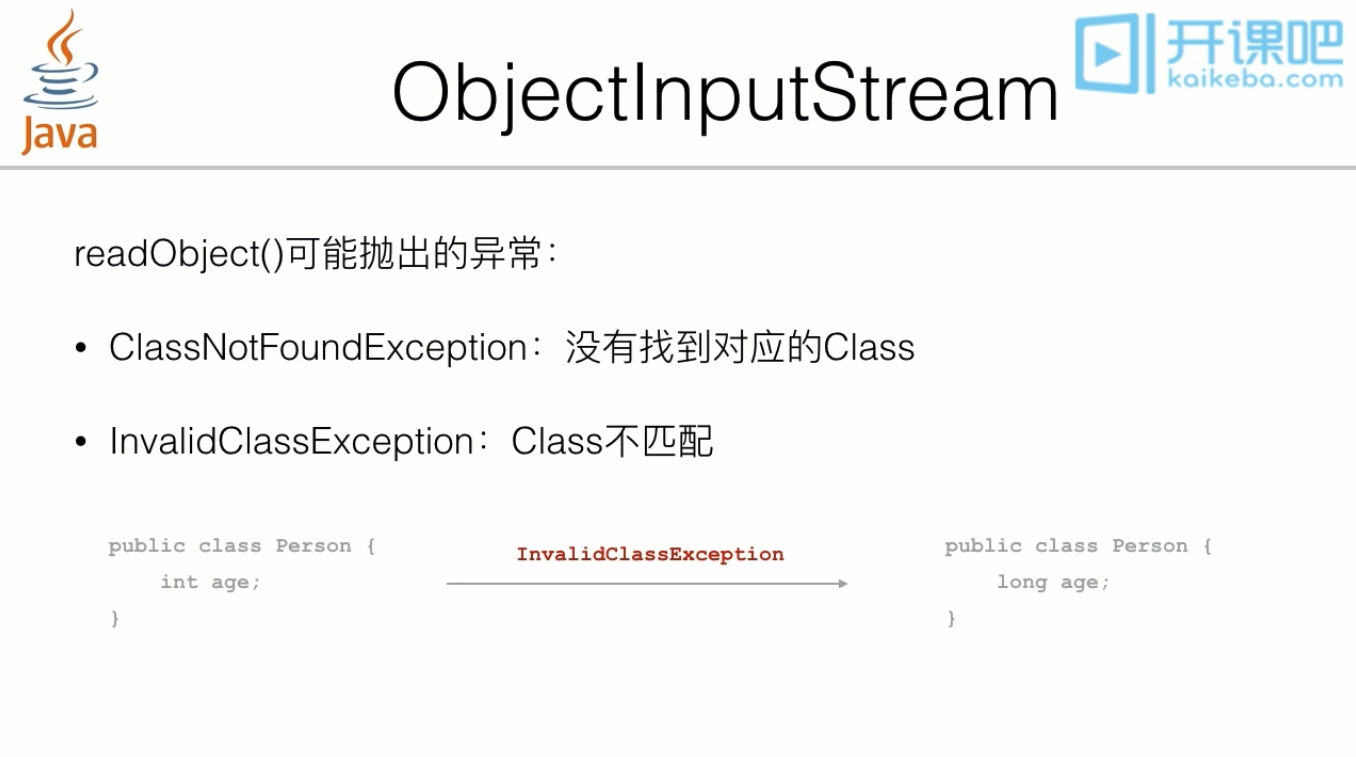 Java
开课吧
kaikeba.com
ObjectInputStream
readObject()可能抛出的异常：
• ClassNotFoundException：没有找到对应的Class
• InvalidClassException：Class不匹配
public class Person {
int age;
}
InvalidClassException
public class Person {
long age;
}